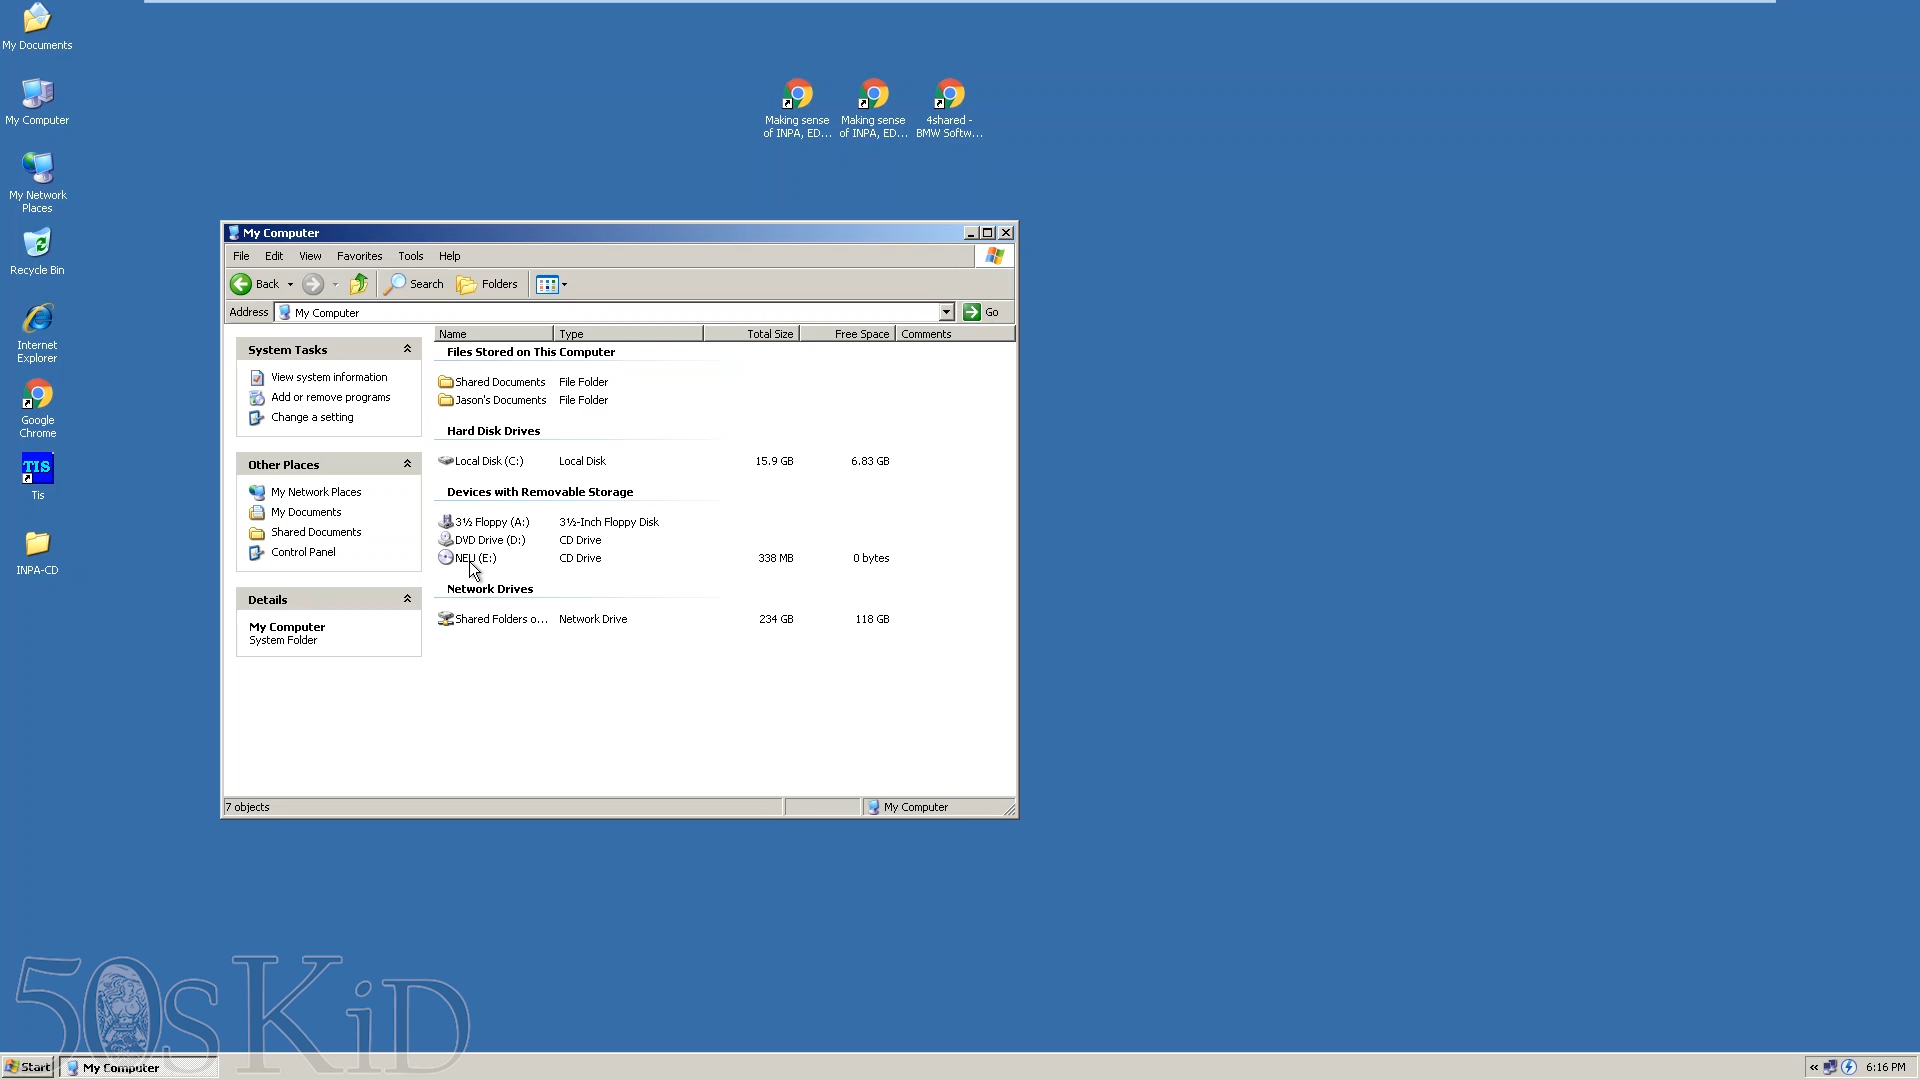 My Documents
My Computer
My Network
Places
Recycle Bin
Internet
Explorer
Google
Chrome
TIS
Tis
INPA-CD
Making sense
of INPA, ED...
Making sense
of INPA, ED...
4shared -
BMW Softw...
My Computer
File Edit View Favorites Tools Help
Back Search Folders
Address My Computer Go
System Tasks
View system information
Add or remove programs
Change a setting
Other Places
My Network Places
My Documents
Shared Documents
Control Panel
Details
My Computer
System Folder
Name Type Total Size Free Space Comments
Files Stored on This Computer
Shared Documents File Folder
Jason's Documents File Folder
Hard Disk Drives
Local Disk (C:) Local Disk 15.9 GB 6.83 GB
Devices with Removable Storage
3½ Floppy (A:) 3½-Inch Floppy Disk
DVD Drive (D:) CD Drive
NEU (E:) CD Drive 338 MB 0 bytes
Network Drives
Shared Folders o... Network Drive 234 GB 118 GB
7 objects My Computer
50sKiD
Start My Computer « 6:16 PM